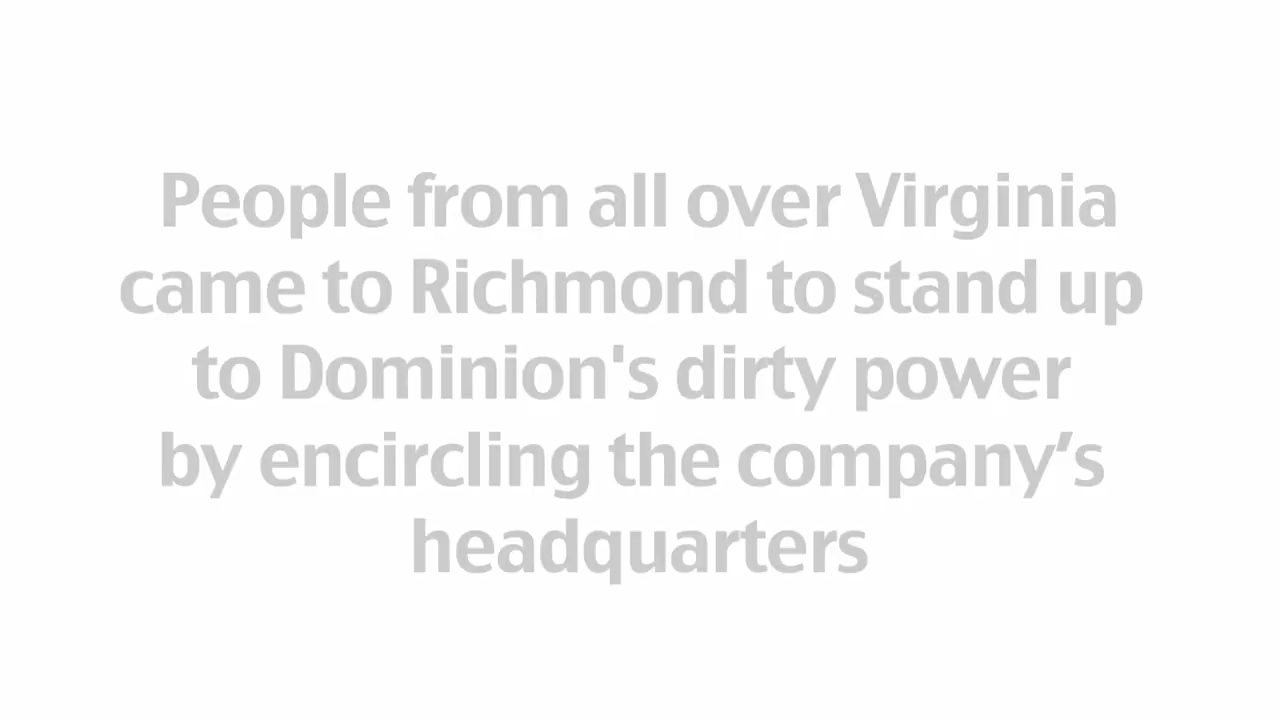 People from all over Virginia
came to Richmond to stand up
to Dominion's dirty power
by encircling the company’s
headquarters